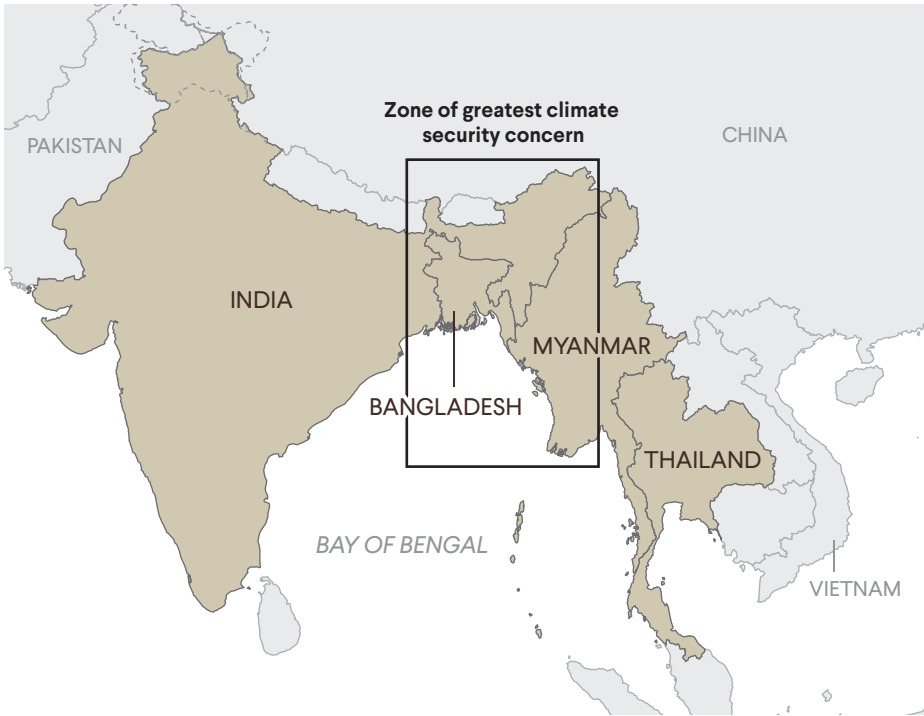 Zone of greatest climate
security concern
PAKISTAN
CHINA
INDIA
MYANMAR
BANGLADESH
THAILAND
BAY OF BENGAL
VIETNAM